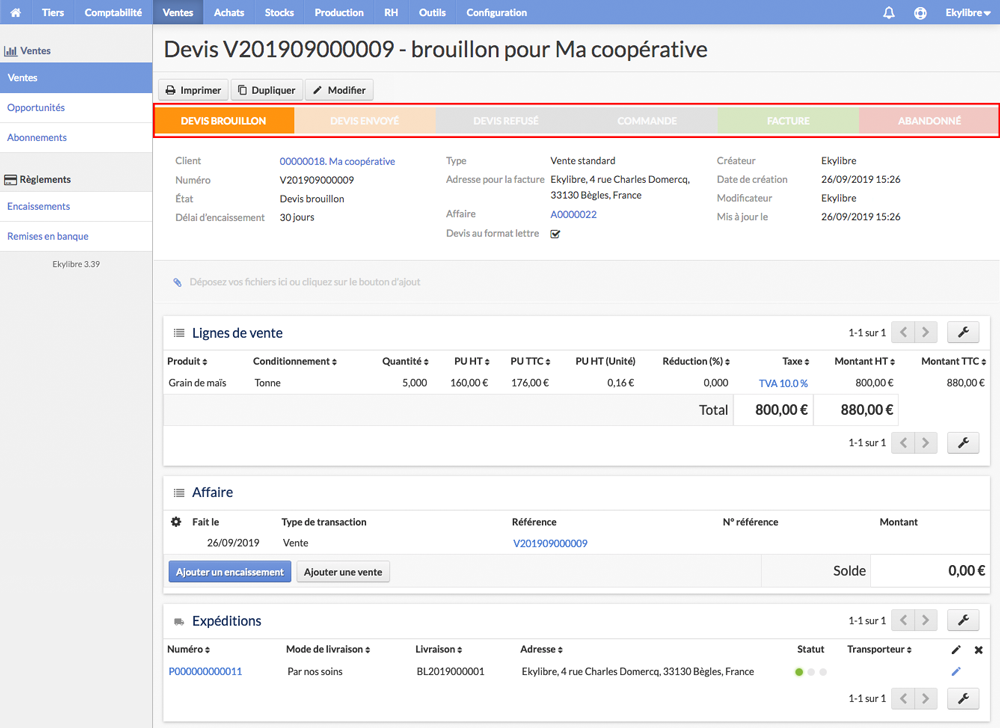 Tiers Comptabilité Ventes Achats Stocks Production RH Outils Configuration Ekylibre
Ventes
Ventes
Opportunités
Abonnements
Règlements
Encaissements
Remises en banque
Ekylibre 3.39
Devis V201909000009 - brouillon pour Ma coopérative
Imprimer Dupliquer Modifier
DEVIS BROUILLON DEVIS ENVOYÉ DEVIS REFUSÉ COMMANDE FACTURE ABANDONNÉ
Client 00000018. Ma coopérative
Numéro V201909000009
État Devis brouillon
Délai d'encaissement 30 jours
Type Vente standard
Adresse pour la facture Ekylibre, 4 rue Charles Domercq,
33130 Bègles, France
Affaire A0000022
Devis au format lettre
Créateur Ekylibre
Date de création 26/09/2019 15:26
Modificateur Ekylibre
Mis à jour le 26/09/2019 15:26
Déposez vos fichiers ici ou cliquez sur le bouton d'ajout
Lignes de vente 1-1 sur 1
Produit Conditionnement Quantité PU HT PU TTC PU HT (Unité) Réduction (%) Taxe Montant HT Montant TTC
Grain de maïs Tonne 5,000 160,00 € 176,00 € 0,16 € 0,000 TVA 10.0 % 800,00 € 880,00 €
Total 800,00 € 880,00 €
1-1 sur 1
Affaire
Fait le Type de transaction Référence N° référence Montant
26/09/2019 Vente V201909000009
Ajouter un encaissement Ajouter une vente Solde 0,00 €
Expéditions 1-1 sur 1
Numéro Mode de livraison Livraison Adresse Statut Transporteur
P000000000011 Par nos soins BL2019000001 Ekylibre, 4 rue Charles Domercq, 33130 Bègles, France
1-1 sur 1